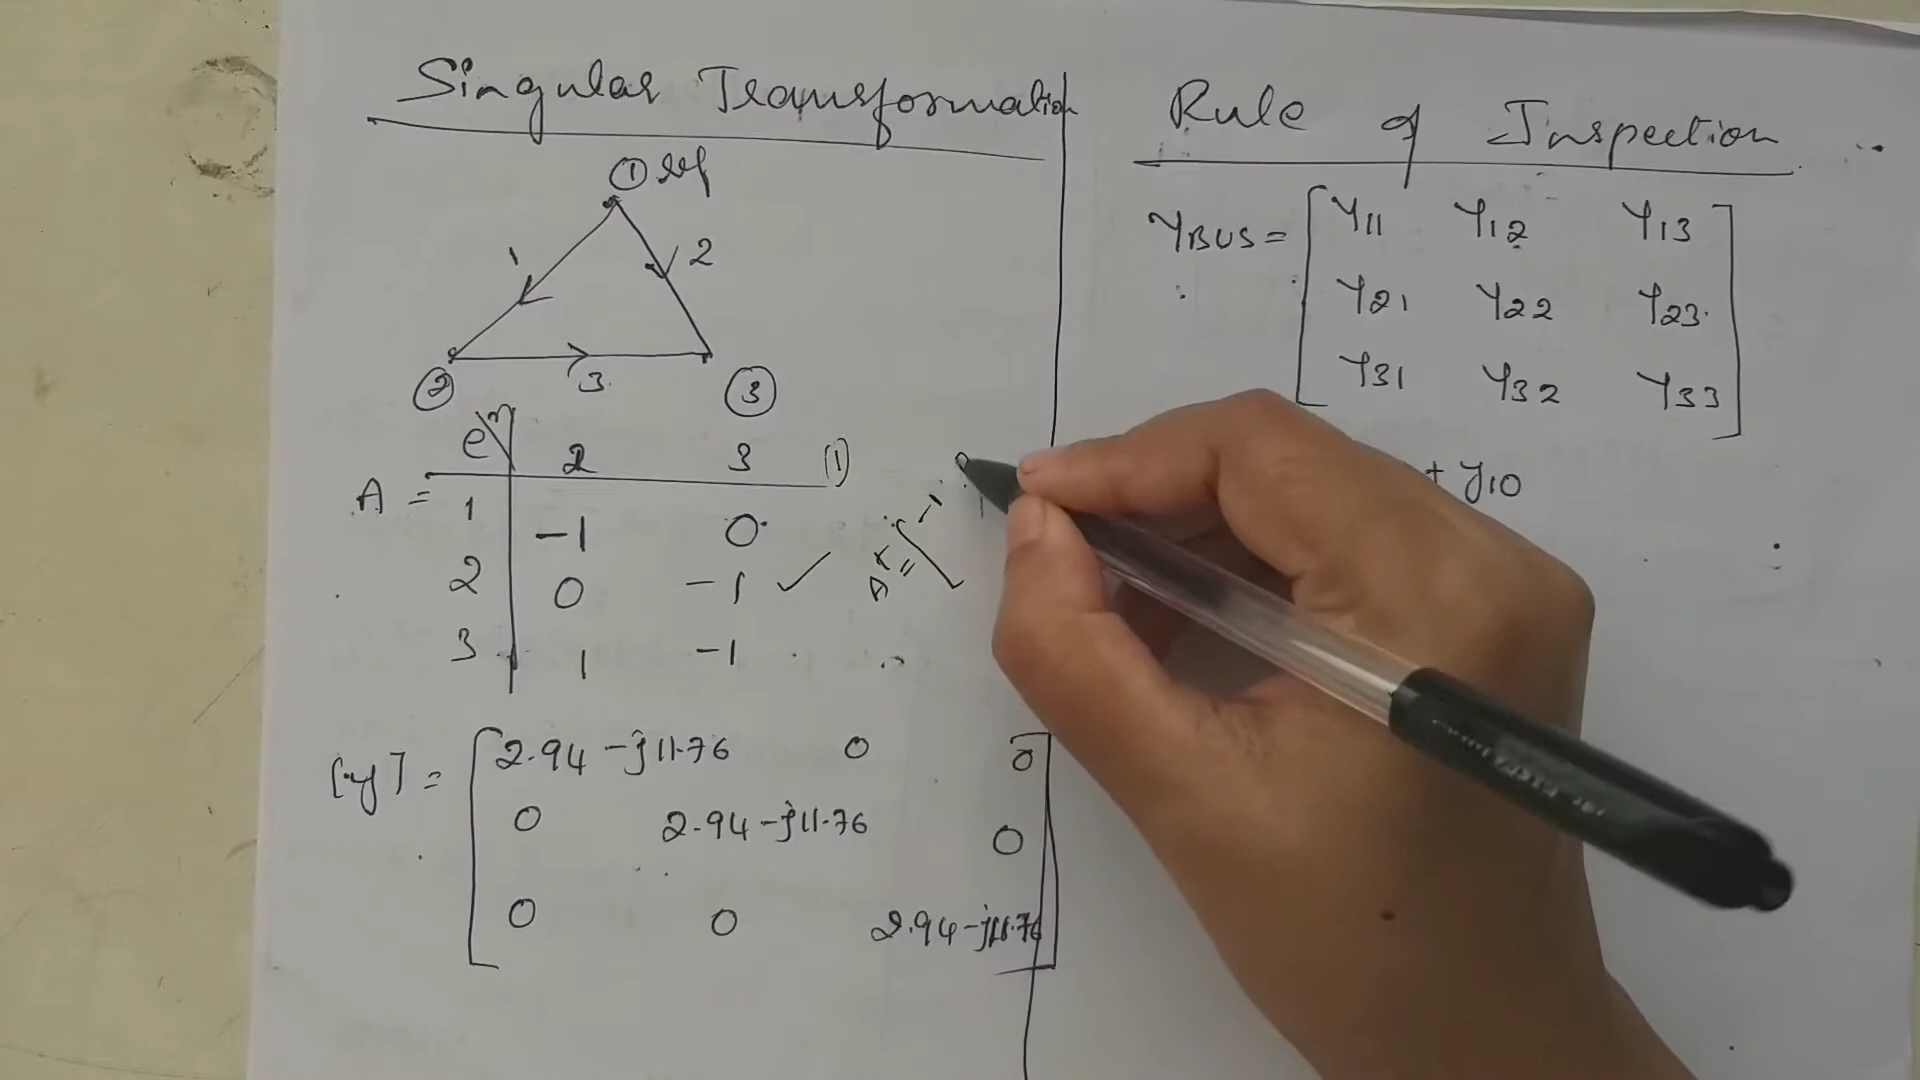 Singular Transformation
① ref
1
2
② 3 ③
e n 2 3 ①
A = 1 -1 0
2 0 -1 ✓
3 1 -1
Aᵀ = [ -1 0
[y] = [ 2.94-j11.76 0 0
0 2.94-j11.76 0
0 0 2.94-j11.76 ]
Rule of Inspection
YBUS = [ Y11 Y12 Y13
Y21 Y22 Y23
Y31 Y32 Y33 ]
+ y10